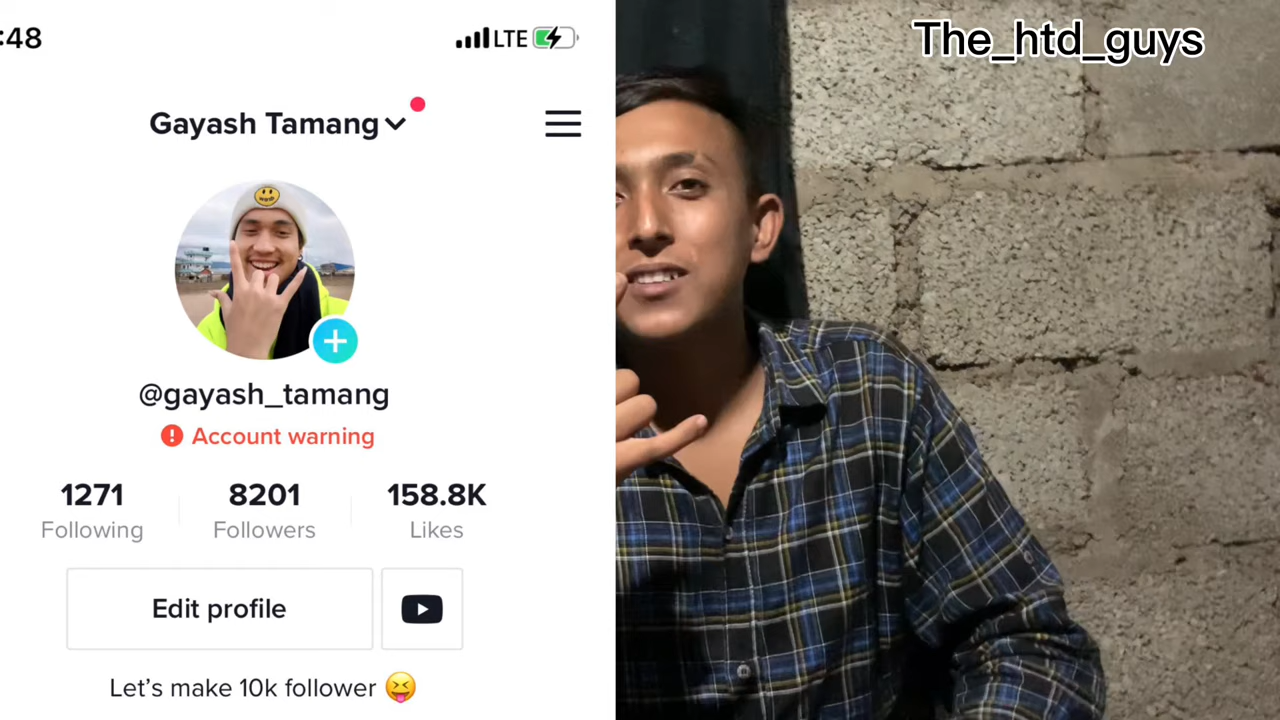 :48
LTE
Gayash Tamang
@gayash_tamang
Account warning
1271
Following
8201
Followers
158.8K
Likes
Edit profile
Let’s make 10k follower 😝
The_htd_guys